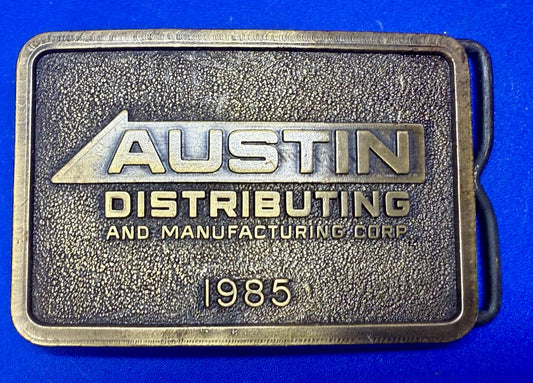 AUSTIN
DISTRIBUTING
AND MANUFACTURING CORP
1985